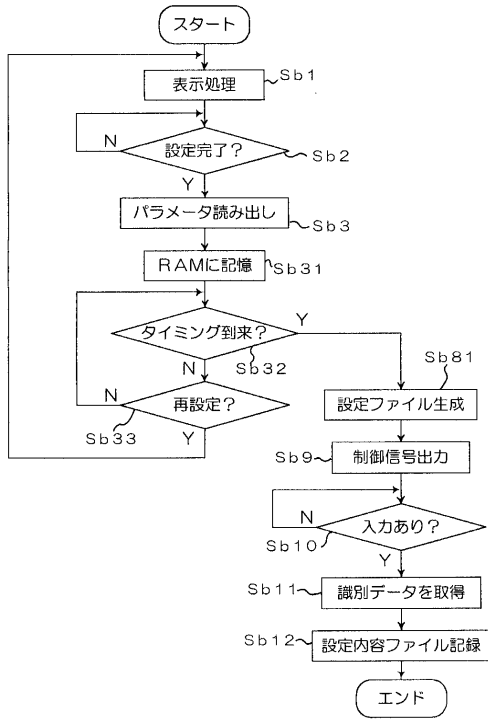 スタート
表示処理
Sb1
設定完了？
N
Sb2
Y
パラメータ読み出し
Sb3
RAMに記憶
Sb31
タイミング到来？
Y
Sb32
N
再設定？
N
Sb33
Y
Sb81
設定ファイル生成
Sb9
制御信号出力
入力あり？
N
Sb10
Y
Sb11
識別データを取得
Sb12
設定内容ファイル記録
エンド